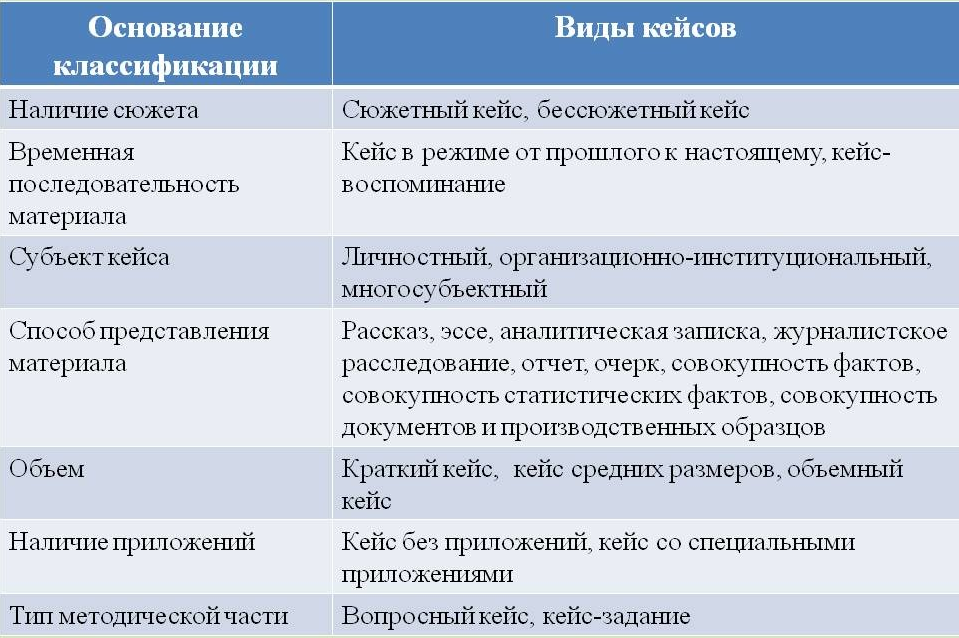 Основание
классификации
Виды кейсов
Наличие сюжета
Сюжетный кейс, бессюжетный кейс
Временная
последовательность
материала
Кейс в режиме от прошлого к настоящему, кейс-
воспоминание
Субъект кейса
Личностный, организационно-институциональный,
многосубъектный
Способ представления
материала
Рассказ, эссе, аналитическая записка, журналистское
расследование, отчет, очерк, совокупность фактов,
совокупность статистических фактов, совокупность
документов и производственных образцов
Объем
Краткий кейс, кейс средних размеров, объемный
кейс
Наличие приложений
Кейс без приложений, кейс со специальными
приложениями
Тип методической части
Вопросный кейс, кейс-задание